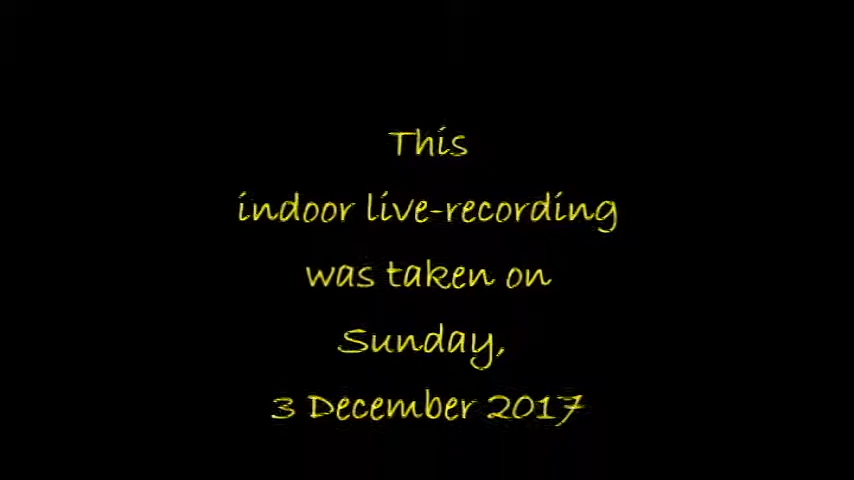 This
indoor live-recording
was taken on
Sunday,
3 December 2017